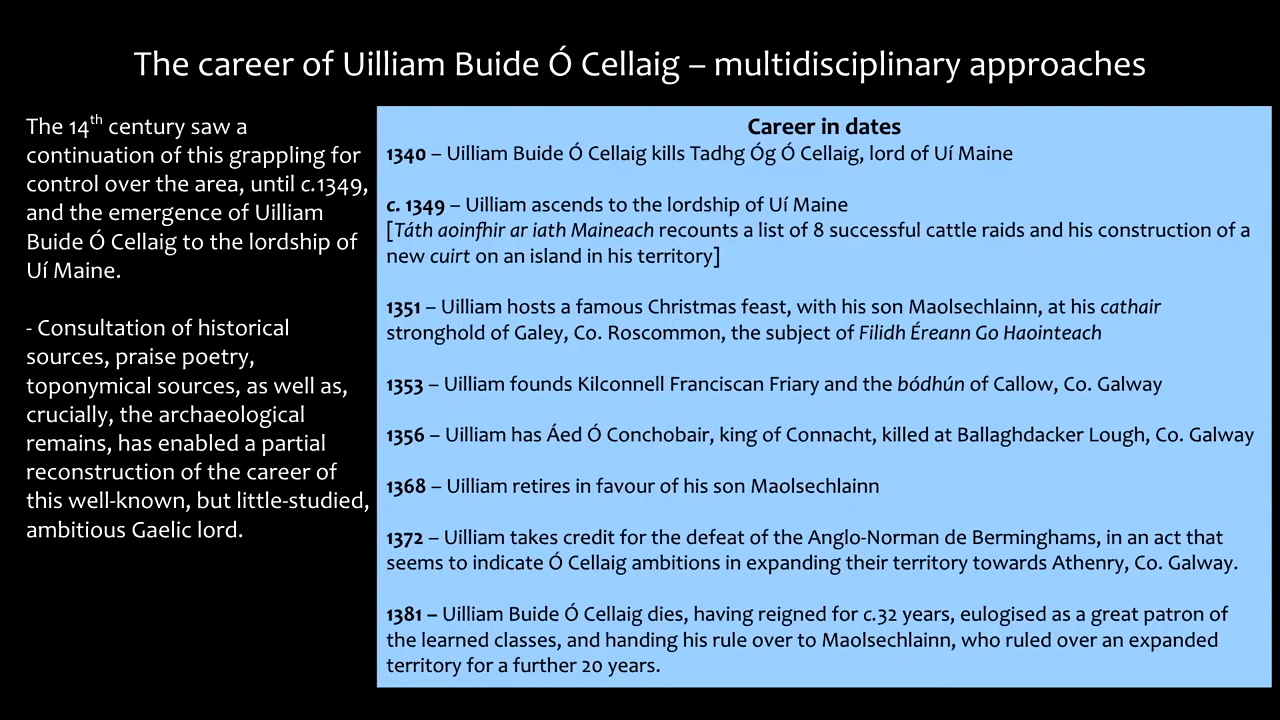 The career of Uilliam Buide Ó Cellaig – multidisciplinary approaches
The 14th century saw a
continuation of this grappling for
control over the area, until c.1349,
and the emergence of Uilliam
Buide Ó Cellaig to the lordship of
Uí Maine.
- Consultation of historical
sources, praise poetry,
toponymical sources, as well as,
crucially, the archaeological
remains, has enabled a partial
reconstruction of the career of
this well-known, but little-studied,
ambitious Gaelic lord.
Career in dates
1340 – Uilliam Buide Ó Cellaig kills Tadhg Óg Ó Cellaig, lord of Uí Maine
c. 1349 – Uilliam ascends to the lordship of Uí Maine
[Táth aoinfhir ar iath Maineach recounts a list of 8 successful cattle raids and his construction of a
new cuirt on an island in his territory]
1351 – Uilliam hosts a famous Christmas feast, with his son Maolsechlainn, at his cathair
stronghold of Galey, Co. Roscommon, the subject of Filidh Éreann Go Haointeach
1353 – Uilliam founds Kilconnell Franciscan Friary and the bódhún of Callow, Co. Galway
1356 – Uilliam has Áed Ó Conchobair, king of Connacht, killed at Ballaghdacker Lough, Co. Galway
1368 – Uilliam retires in favour of his son Maolsechlainn
1372 – Uilliam takes credit for the defeat of the Anglo-Norman de Berminghams, in an act that
seems to indicate Ó Cellaig ambitions in expanding their territory towards Athenry, Co. Galway.
1381 – Uilliam Buide Ó Cellaig dies, having reigned for c.32 years, eulogised as a great patron of
the learned classes, and handing his rule over to Maolsechlainn, who ruled over an expanded
territory for a further 20 years.